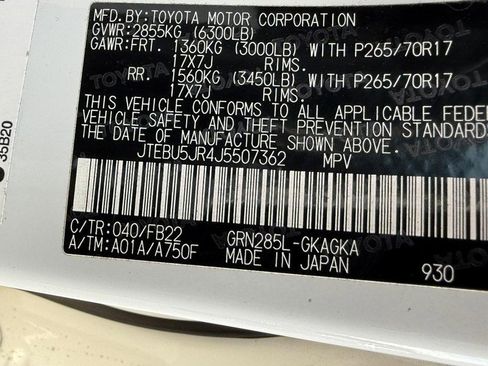 MFD.BY:TOYOTA MOTOR CORPORATION
GVWR:2855KG (6300LB)
GAWR:FRT. 1360KG (3000LB) WITH P265/70R17
17X7J RIMS.
RR. 1560KG (3450LB) WITH P265/70R17
17X7J RIMS.
THIS VEHICLE CONFORMS TO ALL APPLICABLE FEDE
VEHICLE SAFETY AND THEFT PREVENTION STANDARDS
THE DATE OF MANUFACTURE SHOWN ABOVE.
JTEBU5JR4J5507362 MPV
C/TR:040/FB22 GRN285L-GKAGKA
A/TM:A01A/A750F MADE IN JAPAN 930
35B20